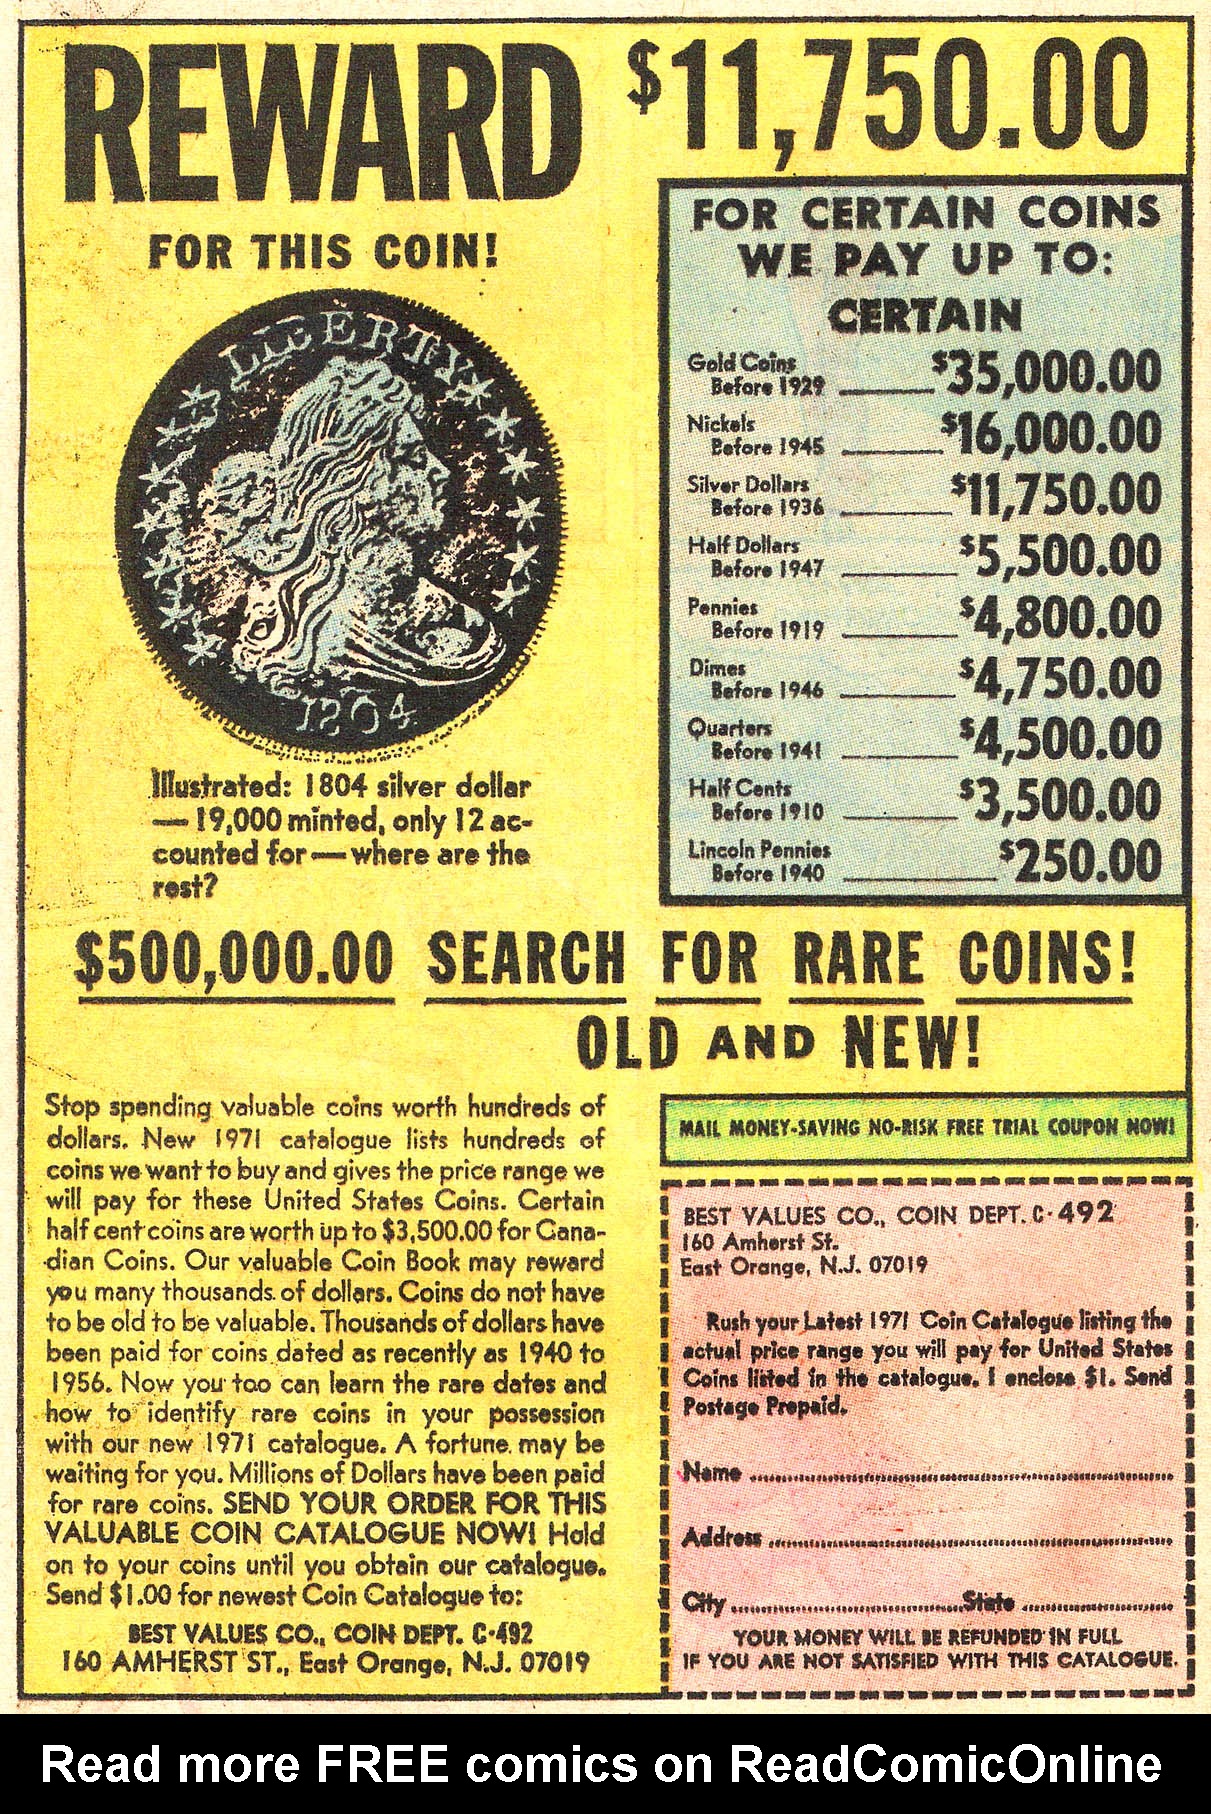 REWARD $11,750.00
FOR THIS COIN!
LIBERTY
1804
Illustrated: 1804 silver dollar
— 19,000 minted, only 12 ac-
counted for — where are the
rest?
FOR CERTAIN COINS
WE PAY UP TO:
CERTAIN
Gold Coins
Before 1929 $35,000.00
Nickels
Before 1945 $16,000.00
Silver Dollars
Before 1936 $11,750.00
Half Dollars
Before 1947 $5,500.00
Pennies
Before 1919 $4,800.00
Dimes
Before 1946 $4,750.00
Quarters
Before 1941 $4,500.00
Half Cents
Before 1910 $3,500.00
Lincoln Pennies
Before 1940 $250.00
$500,000.00 SEARCH FOR RARE COINS!
OLD AND NEW!
Stop spending valuable coins worth hundreds of
dollars. New 1971 catalogue lists hundreds of
coins we want to buy and gives the price range we
will pay for these United States Coins. Certain
half cent coins are worth up to $3,500.00 for Cana-
dian Coins. Our valuable Coin Book may reward
you many thousands of dollars. Coins do not have
to be old to be valuable. Thousands of dollars have
been paid for coins dated as recently as 1940 to
1956. Now you too can learn the rare dates and
how to identify rare coins in your possession
with our new 1971 catalogue. A fortune may be
waiting for you. Millions of Dollars have been paid
for rare coins. SEND YOUR ORDER FOR THIS
VALUABLE COIN CATALOGUE NOW! Hold
on to your coins until you obtain our catalogue.
Send $1.00 for newest Coin Catalogue to:
BEST VALUES CO., COIN DEPT. C-492
160 AMHERST ST., East Orange, N.J. 07019
MAIL MONEY-SAVING NO-RISK FREE TRIAL COUPON NOW!
BEST VALUES CO., COIN DEPT. C-492
160 Amherst St.
East Orange, N.J. 07019
Rush your Latest 1971 Coin Catalogue listing the
actual price range you will pay for United States
Coins listed in the catalogue. I enclose $1. Send
Postage Prepaid.
Name
Address
City State
YOUR MONEY WILL BE REFUNDED IN FULL
IF YOU ARE NOT SATISFIED WITH THIS CATALOGUE.
Read more FREE comics on ReadComicOnline